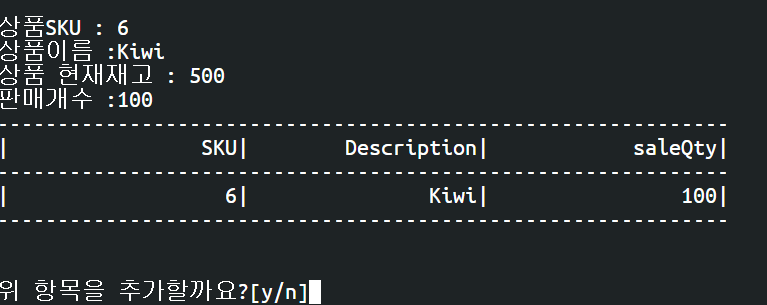 상품SKU : 6
상품이름 :Kiwi
상품 현재재고 : 500
판매개수 :100
-------------------------------------------------------------
|                SKU|        Description|            saleQty|
-------------------------------------------------------------
|                  6|               Kiwi|                100|
-------------------------------------------------------------
위 항목을 추가할까요?[y/n]